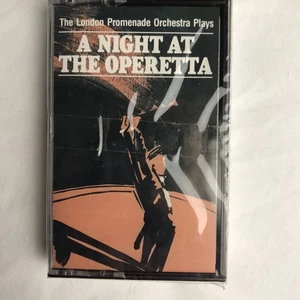 The London Promenade Orchestra Plays
A NIGHT AT
THE OPERETTA